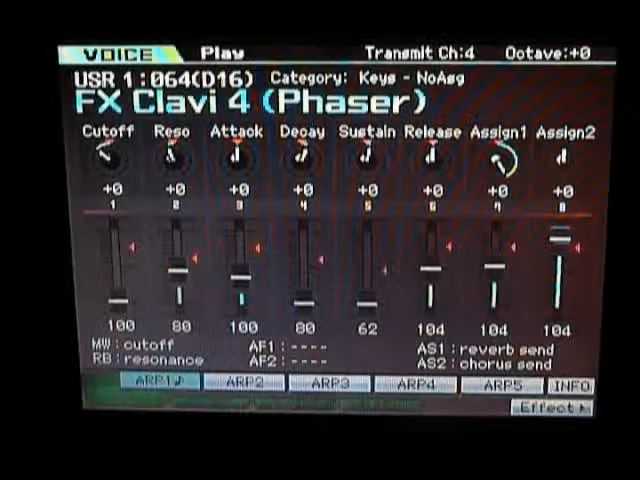 VOICE Play Transmit Ch:4 Octave:+0
USR 1:064(D16) Category: Keys - NoAsg
FX Clavi 4 (Phaser)
Cutoff Reso Attack Decay Sustain Release Assign1 Assign2
+0 +0 +0 +0 +0 +0 +0 +0
1 2 3 4 5 6 7 8
100 80 100 80 62 104 104 104
MW:cutoff AF1:---- AS1:reverb send
RB:resonance AF2:---- AS2:chorus send
ARP1♪ ARP2 ARP3 ARP4 ARP5 INFO
Effect